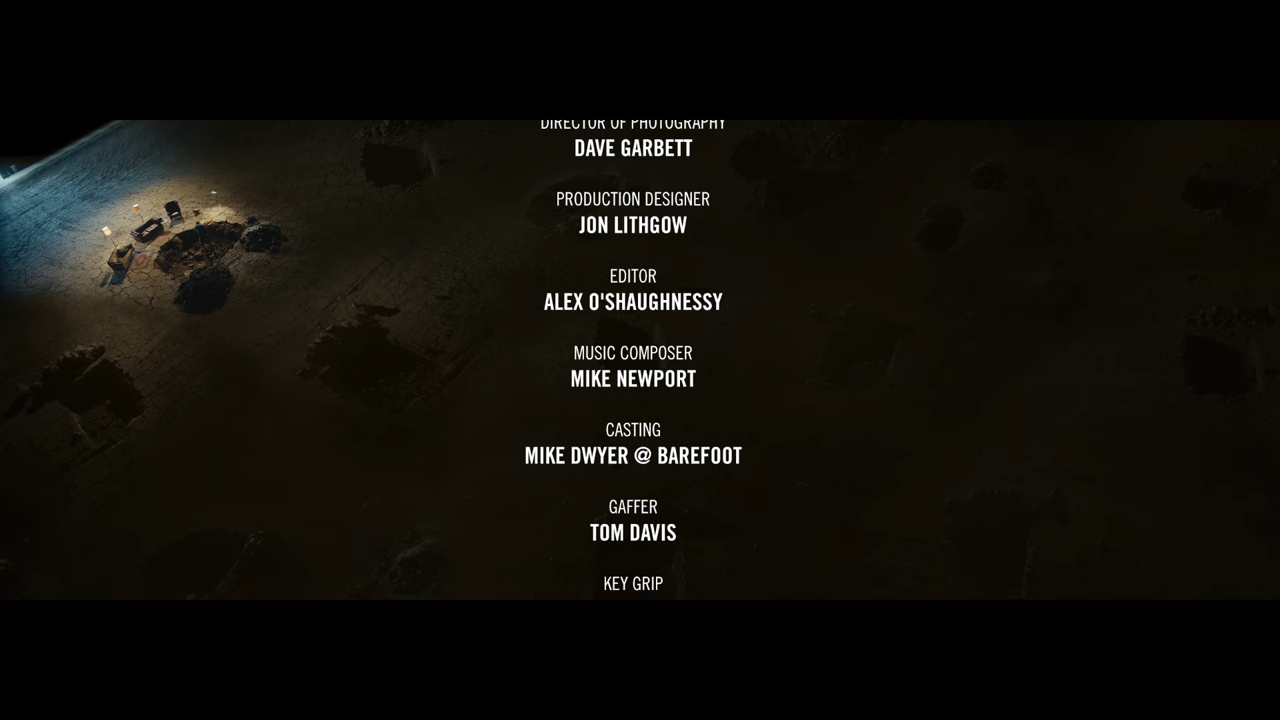 DIRECTOR OF PHOTOGRAPHY
DAVE GARBETT
PRODUCTION DESIGNER
JON LITHGOW
EDITOR
ALEX O'SHAUGHNESSY
MUSIC COMPOSER
MIKE NEWPORT
CASTING
MIKE DWYER @ BAREFOOT
GAFFER
TOM DAVIS
KEY GRIP